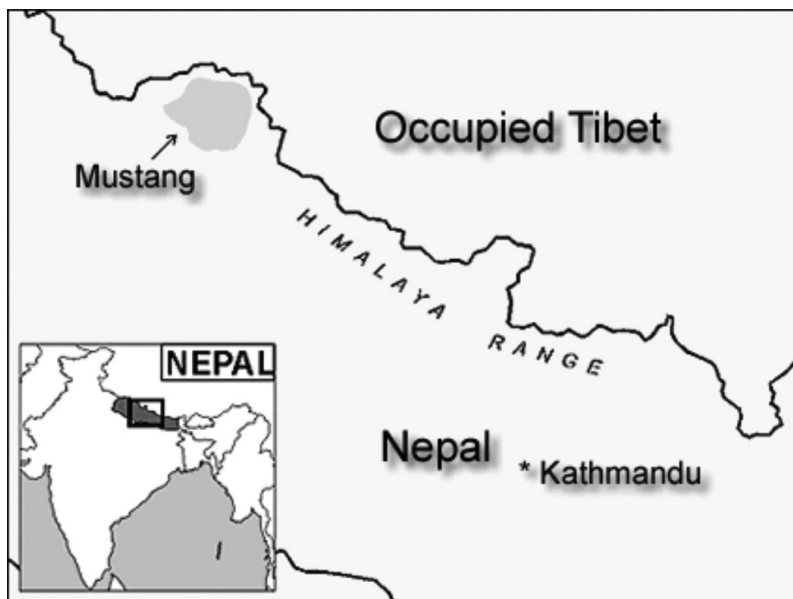 Occupied Tibet
Mustang
HIMALAYA RANGE
NEPAL
Nepal
* Kathmandu